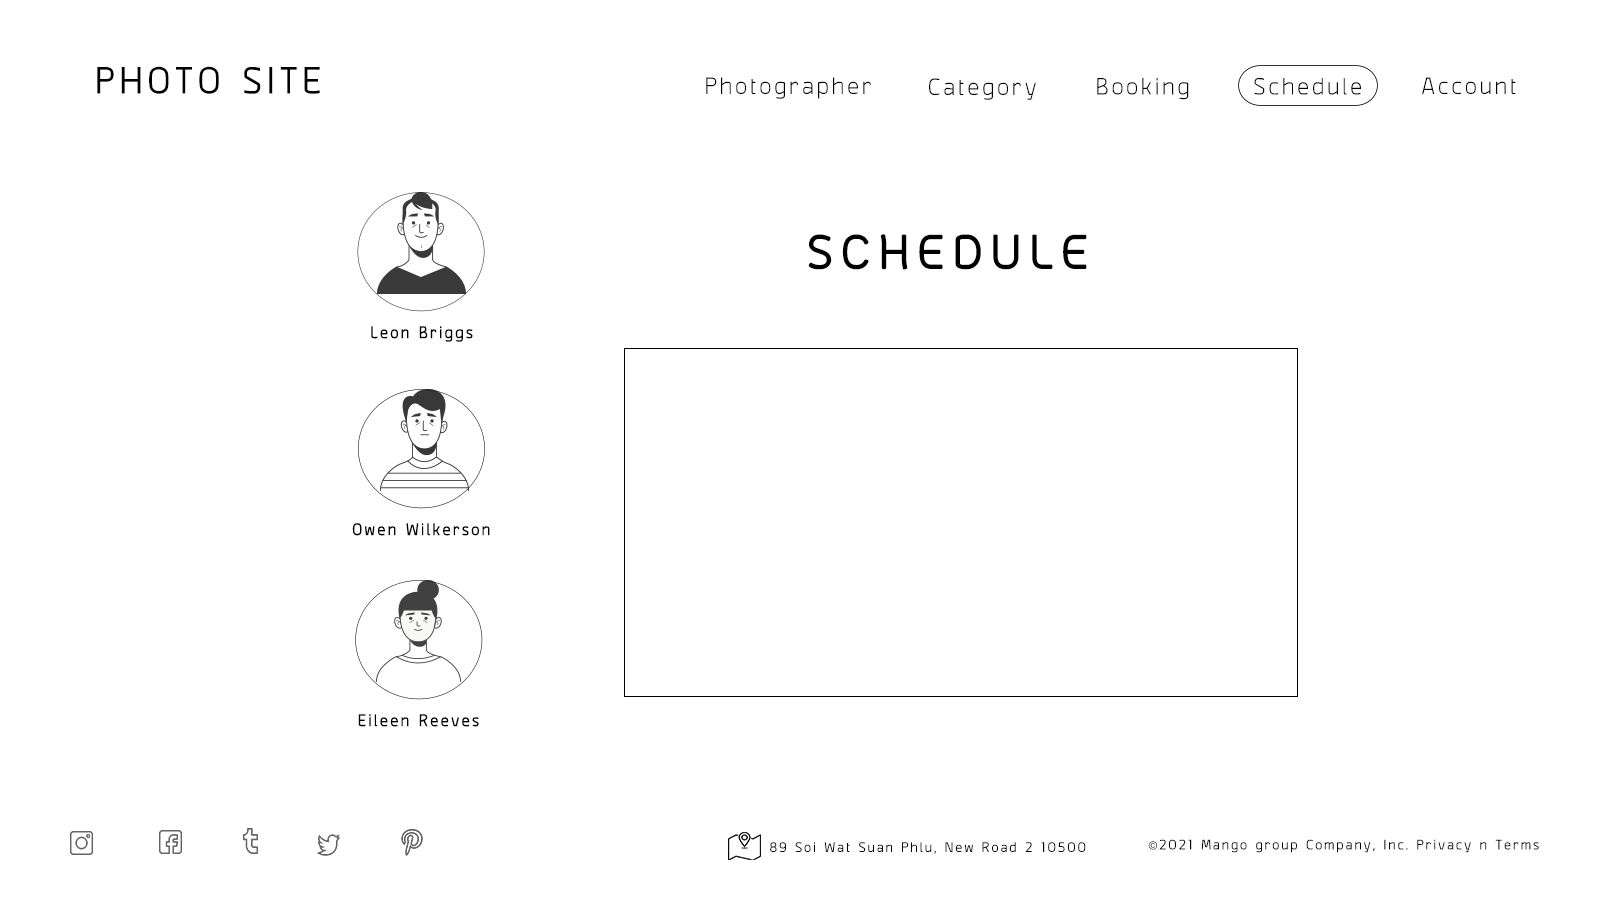 PHOTO SITE
Photographer
Category
Booking
Schedule
Account
SCHEDULE
Leon Briggs
Owen Wilkerson
Eileen Reeves
89 Soi Wat Suan Phlu, New Road 2 10500
©2021 Mango group Company, Inc. Privacy n Terms